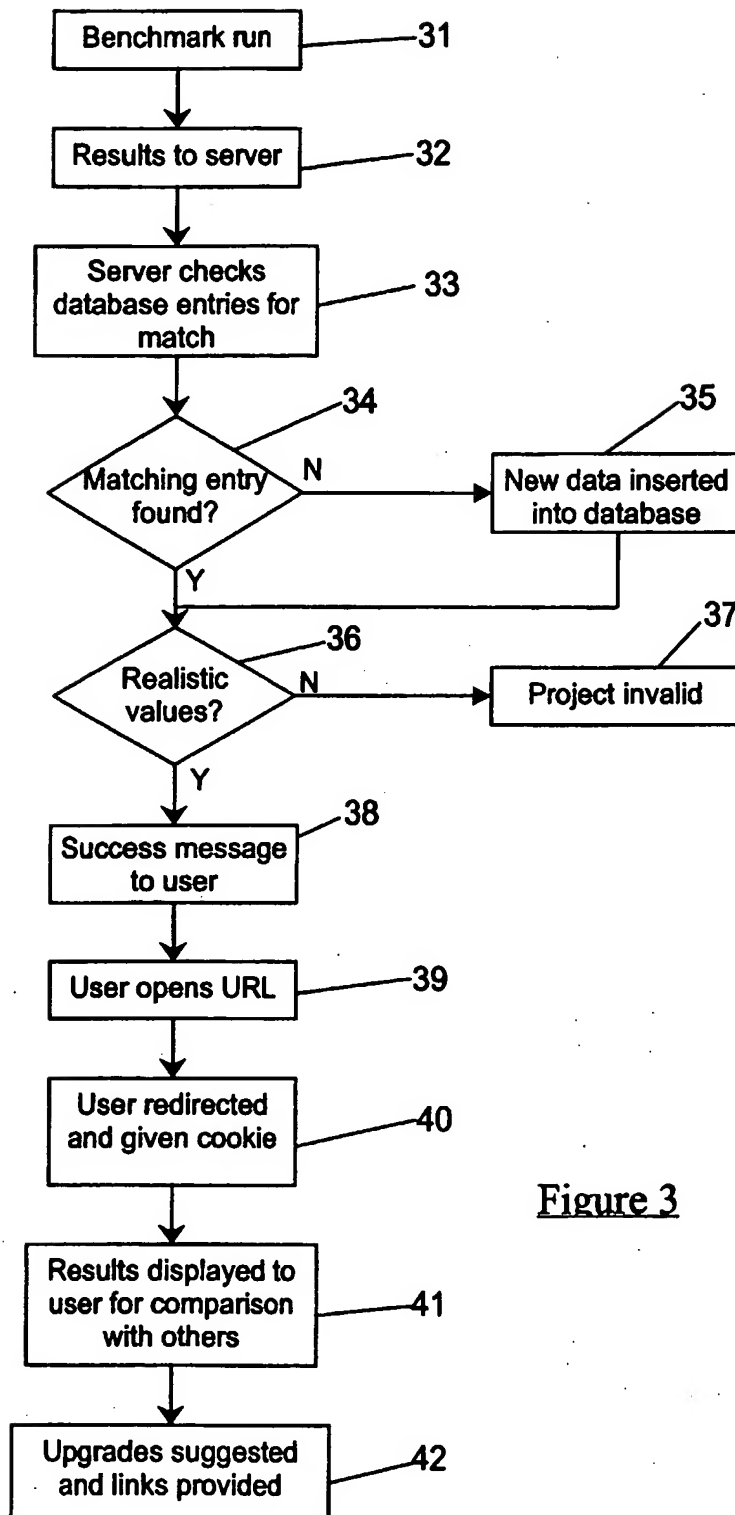 Benchmark run
31
Results to server
32
Server checks
database entries for
match
33
34
Matching entry
found?
N
Y
35
New data inserted
into database
36
Realistic
values?
N
Y
37
Project invalid
38
Success message
to user
User opens URL
39
User redirected
and given cookie
40
Results displayed to
user for comparison
with others
41
Upgrades suggested
and links provided
42
Figure 3